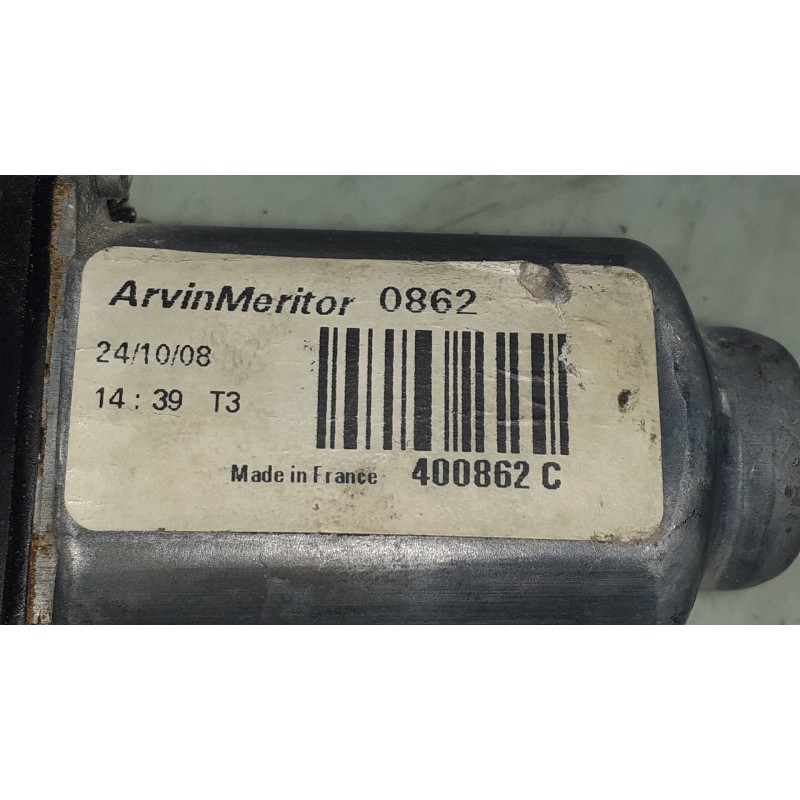 ArvinMeritor 0862
24/10/08
14 : 39 T3
Made in France 400862 C